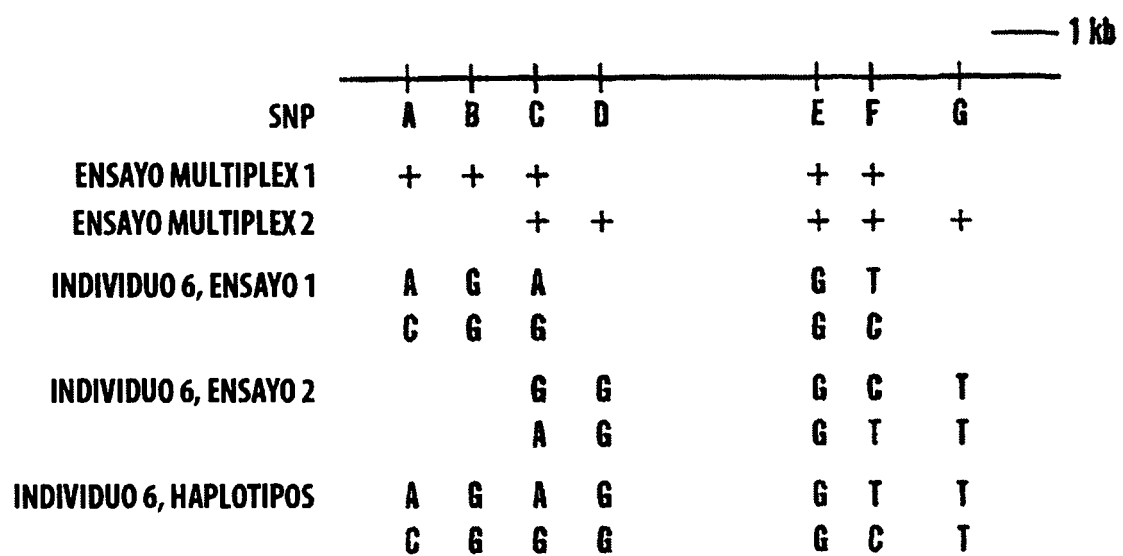 1 kb
SNP A B C D E F G
ENSAYO MULTIPLEX 1 + + + + +
ENSAYO MULTIPLEX 2 + + + + +
INDIVIDUO 6, ENSAYO 1 A G A G T
C G G G C
INDIVIDUO 6, ENSAYO 2 G G G C T
A G G T T
INDIVIDUO 6, HAPLOTIPOS A G A G G T T
C G G G G C T